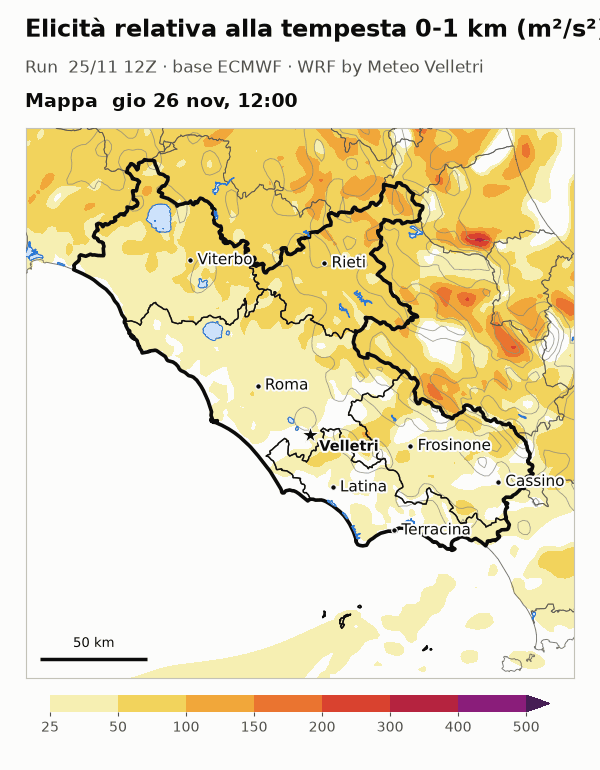 Elicità relativa alla tempesta 0-1 km (m²/s²)
Run  25/11 12Z · base ECMWF · WRF by Meteo Velletri
Mappa  gio 26 nov, 12:00
Viterbo
Rieti
Roma
Velletri
Frosinone
Cassino
Latina
Terracina
50 km
25 50 100 150 200 300 400 500